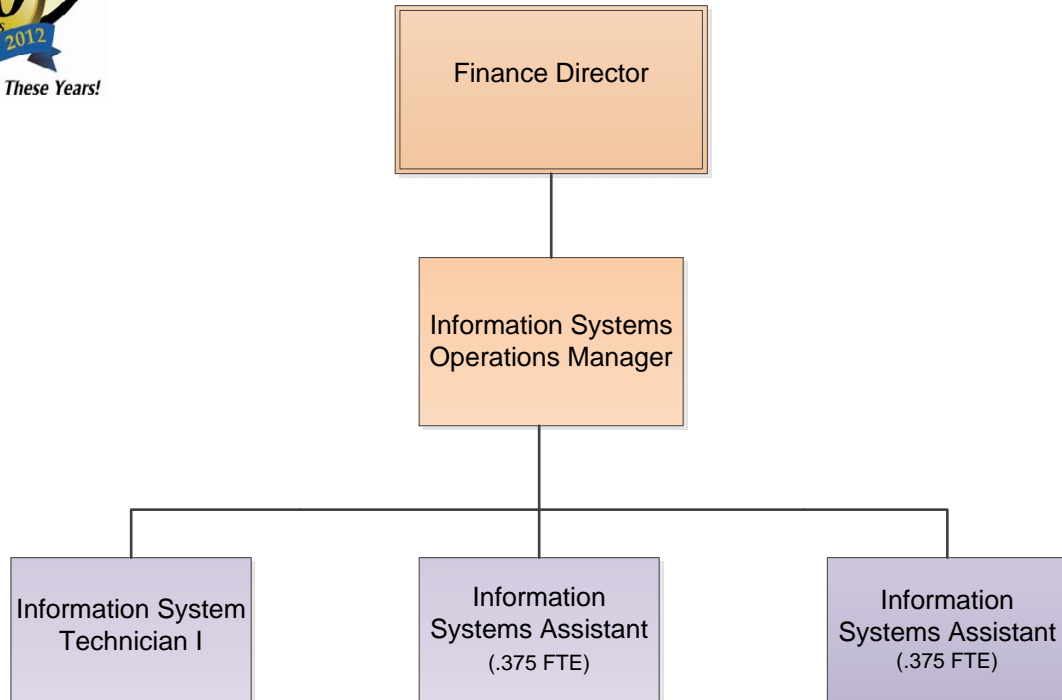 2012
These Years!
Finance Director
Information Systems
Operations Manager
Information System
Technician I
Information
Systems Assistant
(.375 FTE)
Information
Systems Assistant
(.375 FTE)